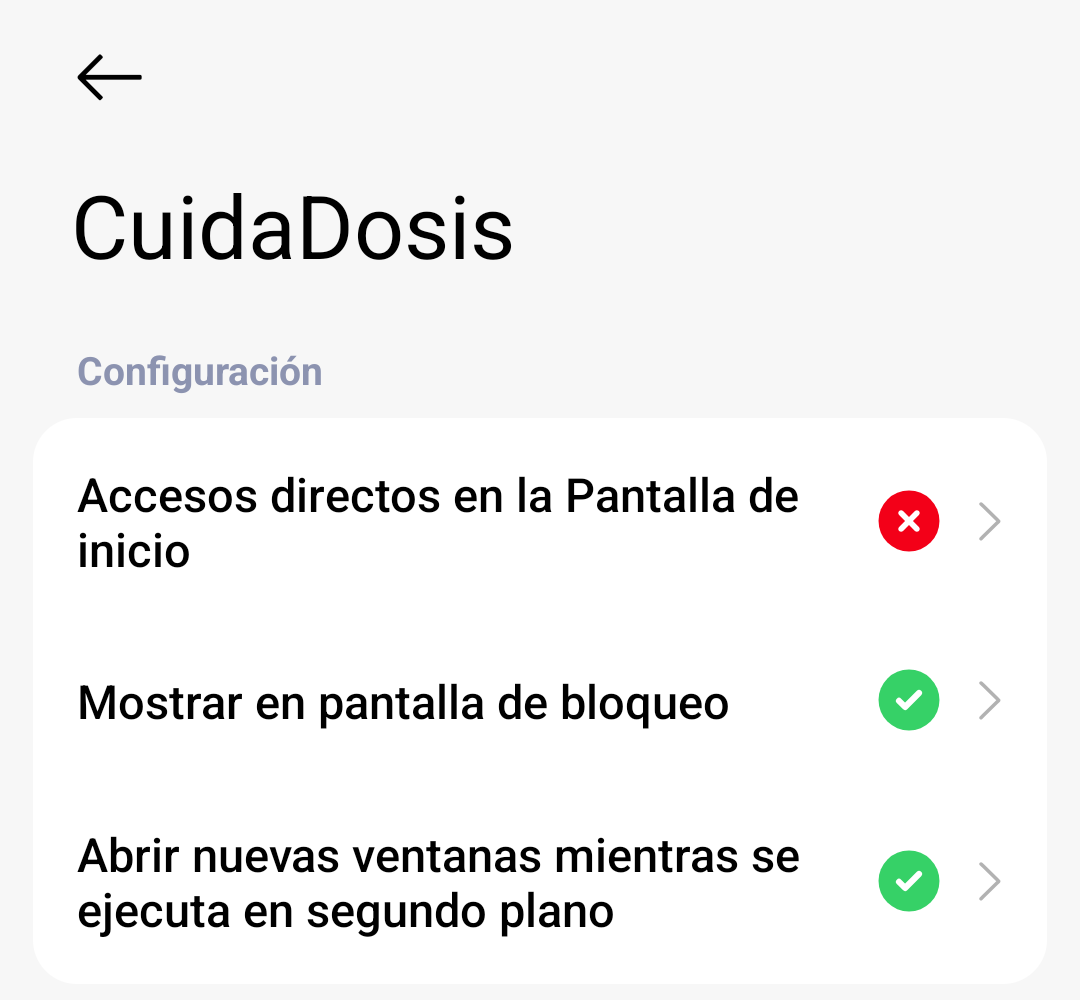 CuidaDosis
Configuración
Accesos directos en la Pantalla de
inicio
Mostrar en pantalla de bloqueo
Abrir nuevas ventanas mientras se
ejecuta en segundo plano